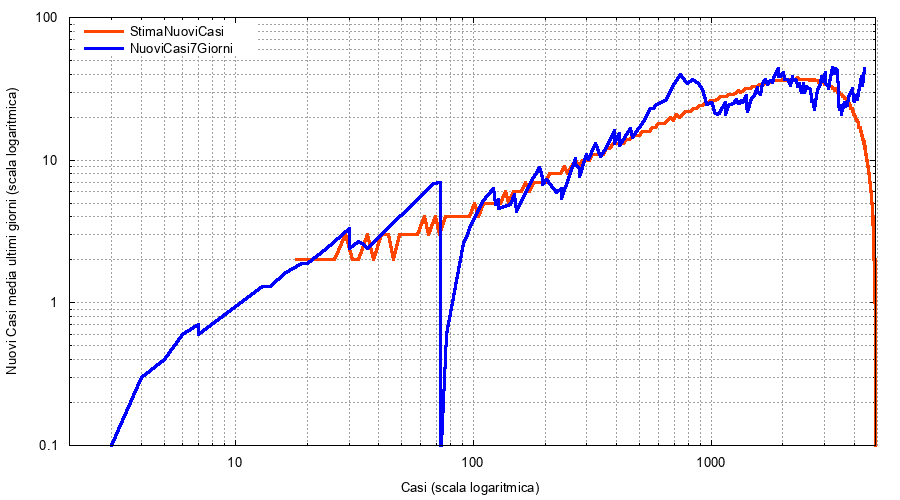 100
10
1
0.1
StimaNuoviCasi
NuoviCasi7Giorni
Nuovi Casi media ultimi giorni (scala logaritmica)
10
100
1000
Casi (scala logaritmica)